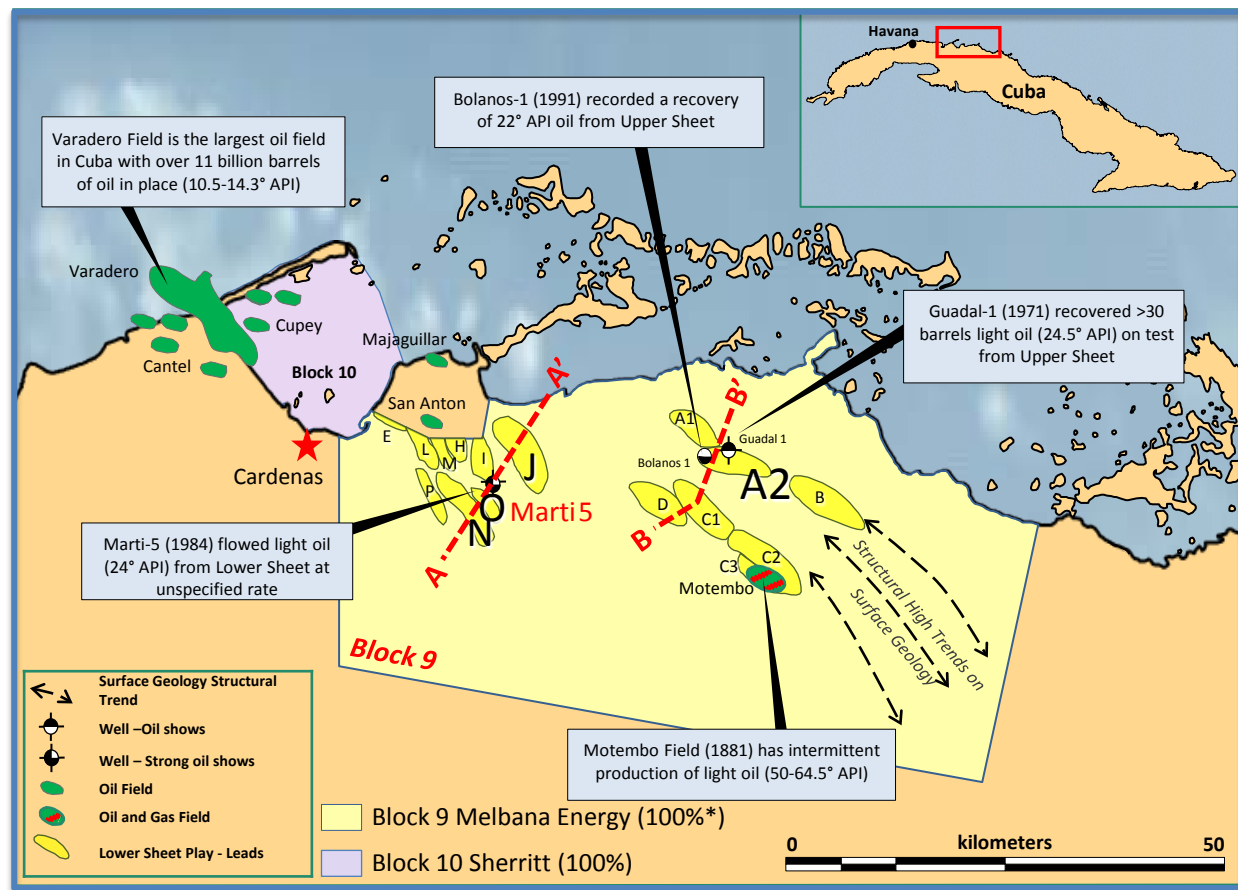 Havana
Cuba
Bolanos-1 (1991) recorded a recovery
of 22° API oil from Upper Sheet
Varadero Field is the largest oil field
in Cuba with over 11 billion barrels
of oil in place (10.5-14.3° API)
Varadero
Cupey
Cantel
Majaguillar
Block 10
San Anton
Cardenas
Guadal-1 (1971) recovered >30
barrels light oil (24.5° API) on test
from Upper Sheet
A'
B'
A1
Guadal 1
Bolanos 1
A2
E
L
M
H
I
J
P
O
N
Marti 5
A
D
C1
B
B
C2
C3
Motembo
Marti-5 (1984) flowed light oil
(24° API) from Lower Sheet at
unspecified rate
Structural High Trends on
Surface Geology
Block 9
Motembo Field (1881) has intermittent
production of light oil (50-64.5° API)
Surface Geology Structural
Trend
Well –Oil shows
Well – Strong oil shows
Oil Field
Oil and Gas Field
Lower Sheet Play - Leads
Block 9 Melbana Energy (100%*)
Block 10 Sherritt (100%)
0 kilometers 50